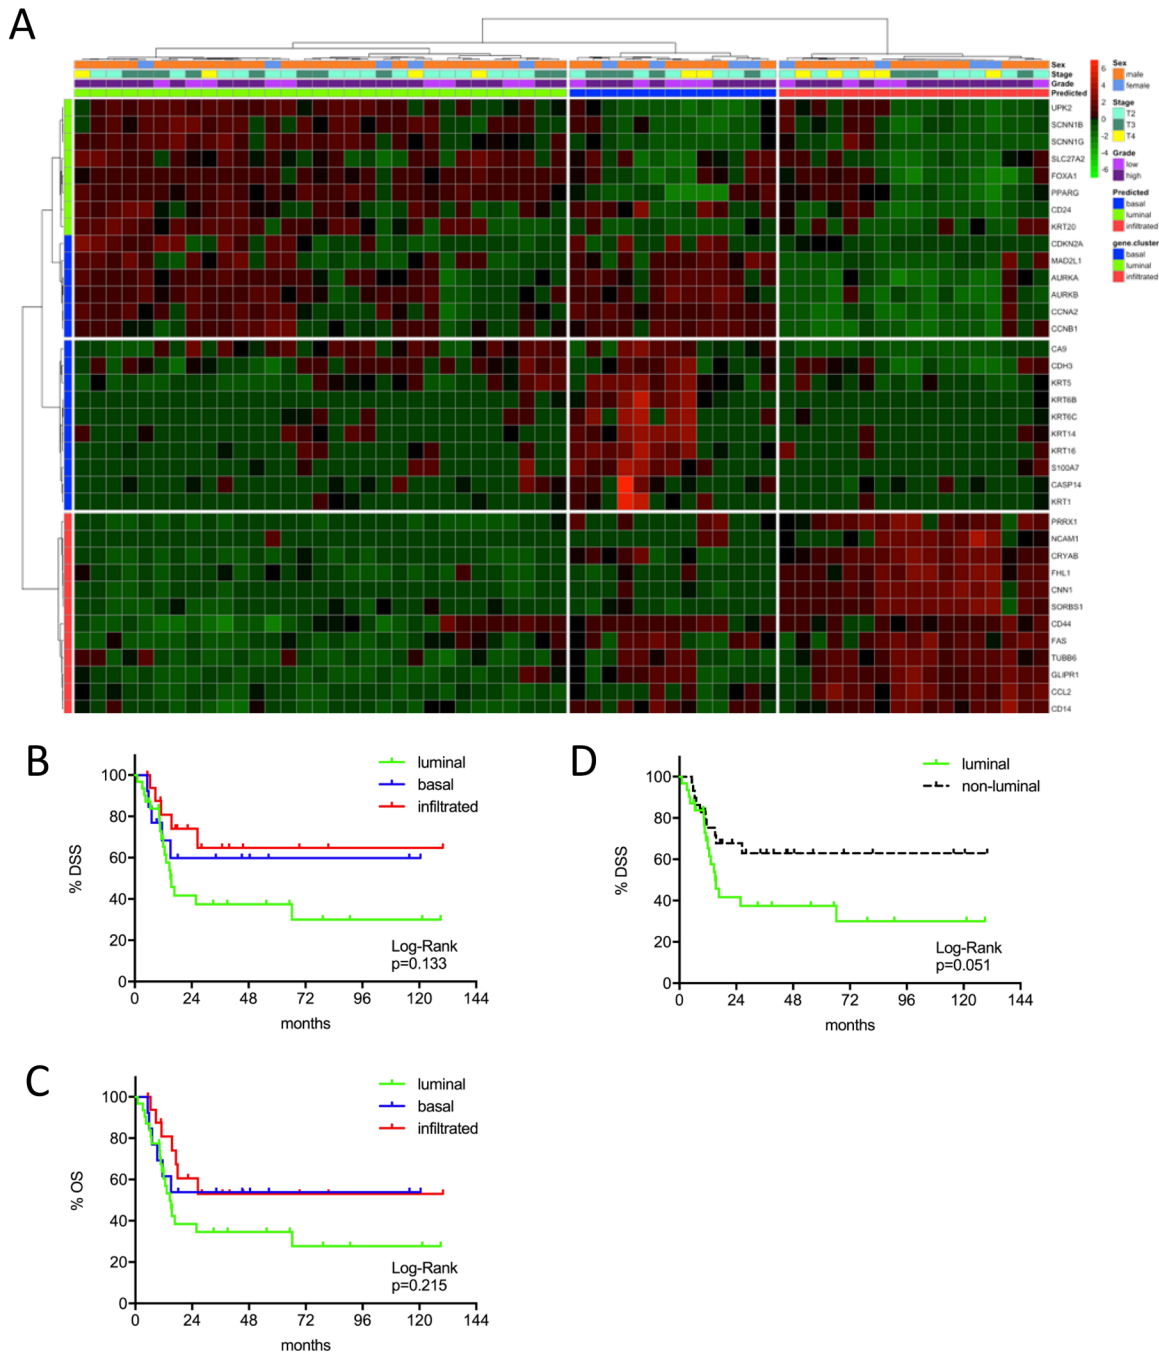 A
Sex
Stage
Grade
Predicted
UPK2
SCNN1B
SCNN1G
SLC27A2
FOXA1
PPARG
CD24
KRT20
CDKN2A
MAD2L1
AURKA
AURKB
CCNA2
CCNB1
CA9
CDH3
KRT5
KRT6B
KRT6C
KRT14
KRT16
S100A7
CASP14
KRT1
PRRX1
NCAM1
CRYAB
FHL1
CNN1
SORBS1
CD44
FAS
TUBB6
GLIPR1
CCL2
CD14
6
4
2
0
-2
-4
-6
Sex
male
female
Stage
T2
T3
T4
Grade
low
high
Predicted
basal
luminal
infiltrated
gene.cluster
basal
luminal
infiltrated
B
luminal
basal
infiltrated
% DSS
100
80
60
40
20
0
Log-Rank
p=0.133
0 24 48 72 96 120 144
months
D
luminal
non-luminal
% DSS
100
80
60
40
20
0
Log-Rank
p=0.051
0 24 48 72 96 120 144
months
C
luminal
basal
infiltrated
% OS
100
80
60
40
20
0
Log-Rank
p=0.215
0 24 48 72 96 120 144
months